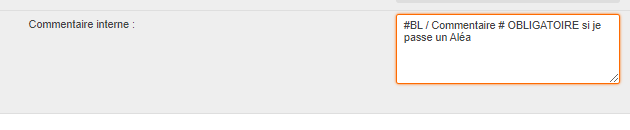 Commentaire interne :
#BL / Commentaire # OBLIGATOIRE si je
passe un Aléa